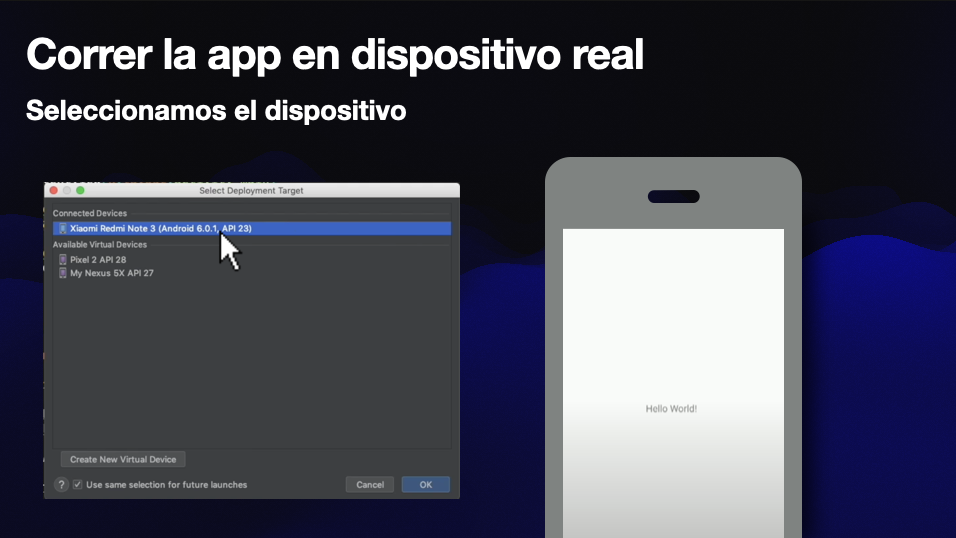 Correr la app en dispositivo real
Seleccionamos el dispositivo
Select Deployment Target
Connected Devices
Xiaomi Redmi Note 3 (Android 6.0.1, API 23)
Available Virtual Devices
Pixel 2 API 28
My Nexus 5X API 27
Create New Virtual Device
? Use same selection for future launches
Cancel
OK
Hello World!